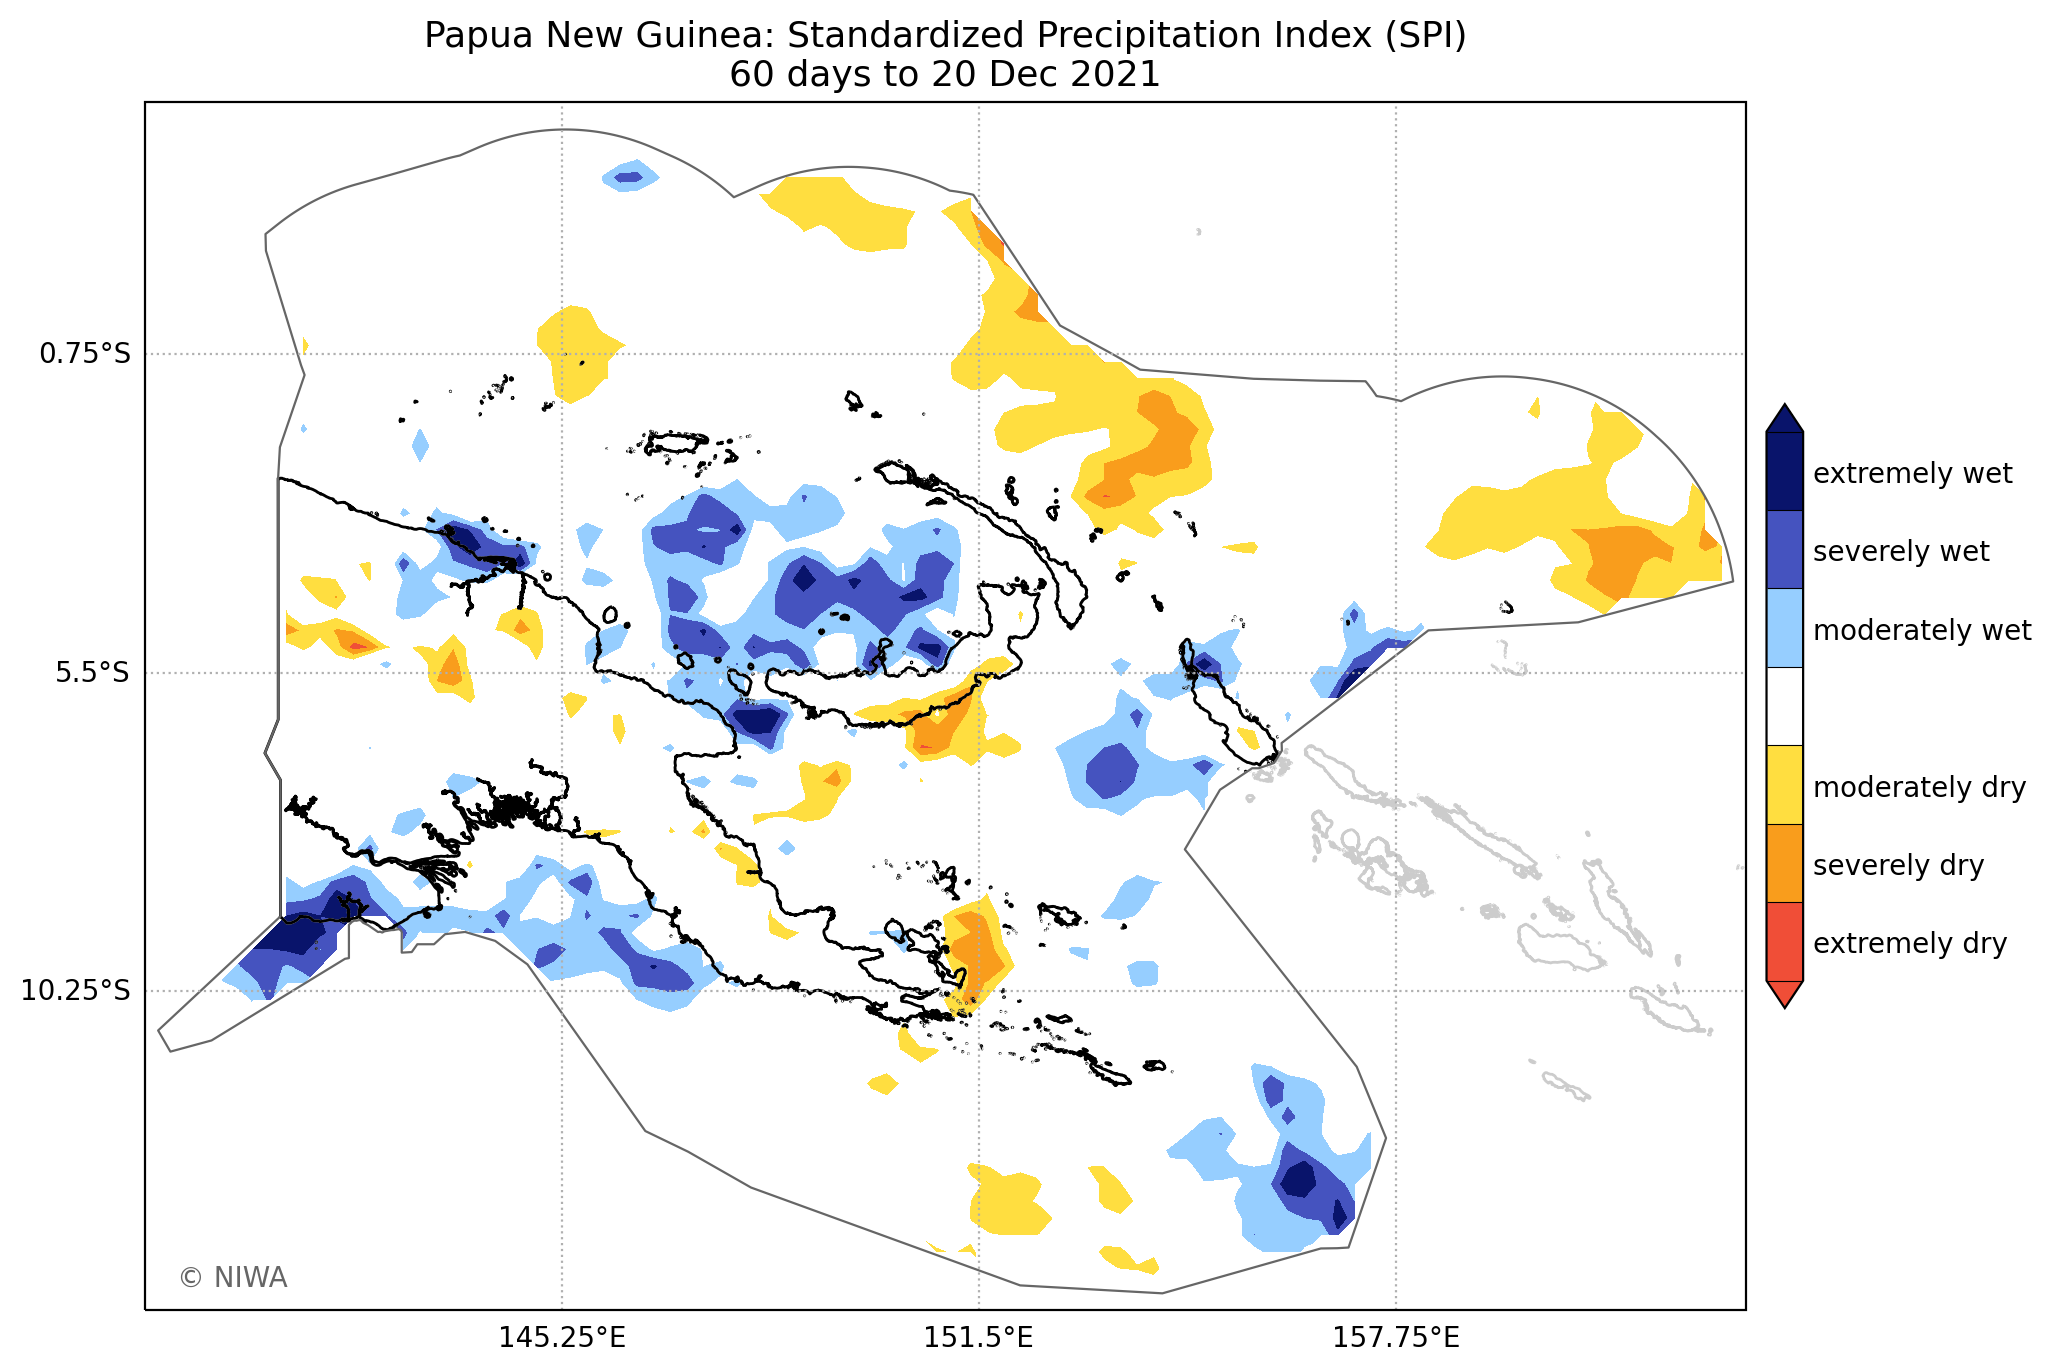 Papua New Guinea: Standardized Precipitation Index (SPI)
60 days to 20 Dec 2021
0.75°S
5.5°S
10.25°S
145.25°E
151.5°E
157.75°E
extremely wet
severely wet
moderately wet
moderately dry
severely dry
extremely dry
© NIWA